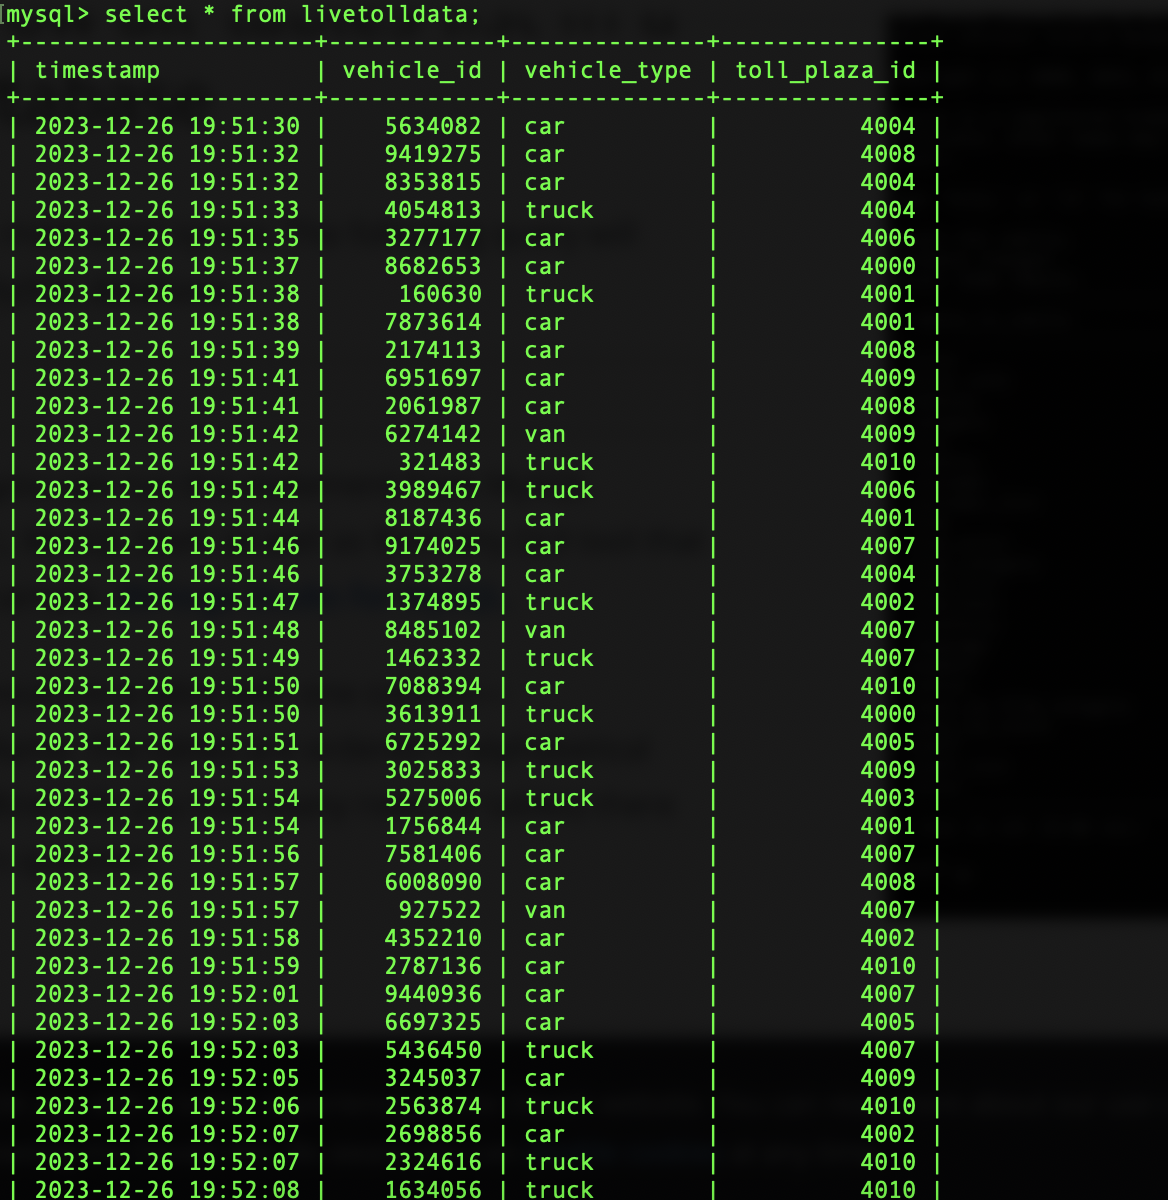 [mysql> select * from livetolldata;
+---------------------+------------+--------------+---------------+
| timestamp           | vehicle_id | vehicle_type | toll_plaza_id |
+---------------------+------------+--------------+---------------+
| 2023-12-26 19:51:30 |    5634082 | car          |          4004 |
| 2023-12-26 19:51:32 |    9419275 | car          |          4008 |
| 2023-12-26 19:51:32 |    8353815 | car          |          4004 |
| 2023-12-26 19:51:33 |    4054813 | truck        |          4004 |
| 2023-12-26 19:51:35 |    3277177 | car          |          4006 |
| 2023-12-26 19:51:37 |    8682653 | car          |          4000 |
| 2023-12-26 19:51:38 |     160630 | truck        |          4001 |
| 2023-12-26 19:51:38 |    7873614 | car          |          4001 |
| 2023-12-26 19:51:39 |    2174113 | car          |          4008 |
| 2023-12-26 19:51:41 |    6951697 | car          |          4009 |
| 2023-12-26 19:51:41 |    2061987 | car          |          4008 |
| 2023-12-26 19:51:42 |    6274142 | van          |          4009 |
| 2023-12-26 19:51:42 |     321483 | truck        |          4010 |
| 2023-12-26 19:51:42 |    3989467 | truck        |          4006 |
| 2023-12-26 19:51:44 |    8187436 | car          |          4001 |
| 2023-12-26 19:51:46 |    9174025 | car          |          4007 |
| 2023-12-26 19:51:46 |    3753278 | car          |          4004 |
| 2023-12-26 19:51:47 |    1374895 | truck        |          4002 |
| 2023-12-26 19:51:48 |    8485102 | van          |          4007 |
| 2023-12-26 19:51:49 |    1462332 | truck        |          4007 |
| 2023-12-26 19:51:50 |    7088394 | car          |          4010 |
| 2023-12-26 19:51:50 |    3613911 | truck        |          4000 |
| 2023-12-26 19:51:51 |    6725292 | car          |          4005 |
| 2023-12-26 19:51:53 |    3025833 | truck        |          4009 |
| 2023-12-26 19:51:54 |    5275006 | truck        |          4003 |
| 2023-12-26 19:51:54 |    1756844 | car          |          4001 |
| 2023-12-26 19:51:56 |    7581406 | car          |          4007 |
| 2023-12-26 19:51:57 |    6008090 | car          |          4008 |
| 2023-12-26 19:51:57 |     927522 | van          |          4007 |
| 2023-12-26 19:51:58 |    4352210 | car          |          4002 |
| 2023-12-26 19:51:59 |    2787136 | car          |          4010 |
| 2023-12-26 19:52:01 |    9440936 | car          |          4007 |
| 2023-12-26 19:52:03 |    6697325 | car          |          4005 |
| 2023-12-26 19:52:03 |    5436450 | truck        |          4007 |
| 2023-12-26 19:52:05 |    3245037 | car          |          4009 |
| 2023-12-26 19:52:06 |    2563874 | truck        |          4010 |
| 2023-12-26 19:52:07 |    2698856 | car          |          4002 |
| 2023-12-26 19:52:07 |    2324616 | truck        |          4010 |
| 2023-12-26 19:52:08 |    1634056 | truck        |          4010 |